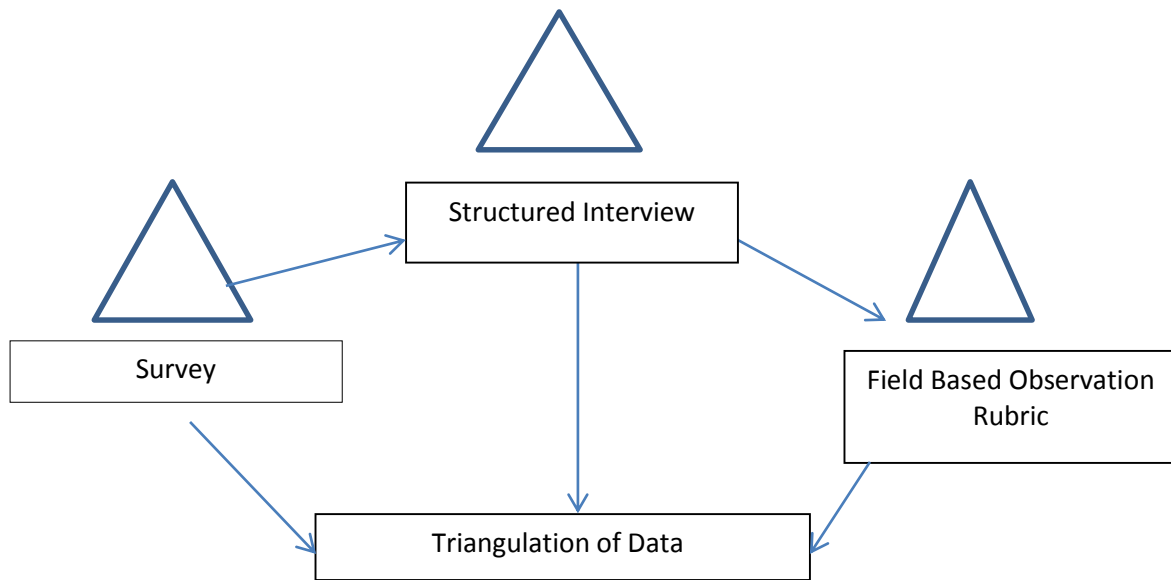 Structured Interview
Survey
Field Based Observation
Rubric
Triangulation of Data